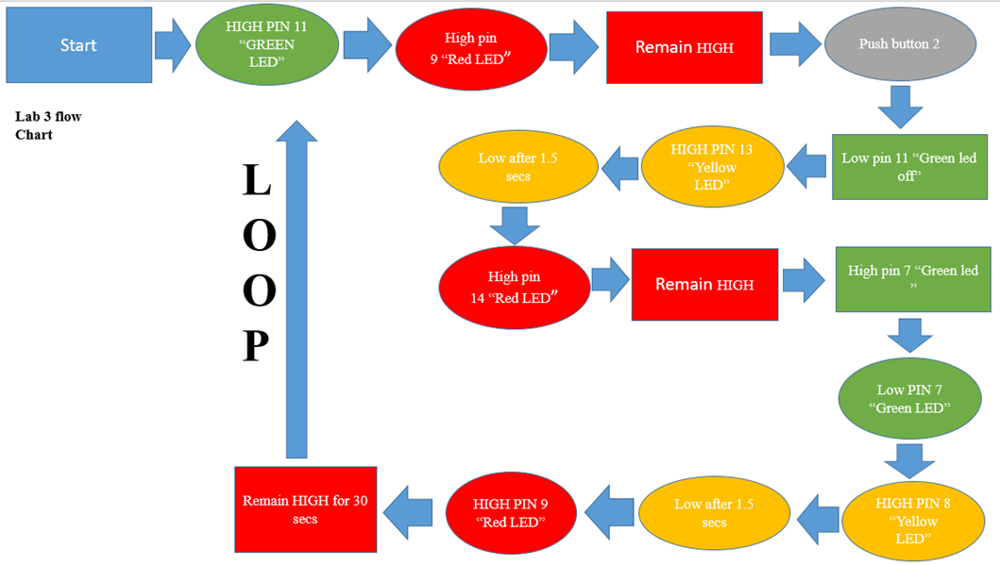 Start
HIGH PIN 11
“GREEN
LED”
High pin
9 “Red LED”
Remain HIGH
Push button 2
Lab 3 flow
Chart
Low pin 11 “Green led
off”
HIGH PIN 13
“Yellow
LED”
Low after 1.5
secs
High pin
14 “Red LED”
Remain HIGH
High pin 7 “Green led
”
Low PIN 7
“Green LED”
HIGH PIN 8
“Yellow
LED”
Low after 1.5
secs
HIGH PIN 9
“Red LED”
Remain HIGH for 30
secs
L
O
O
P